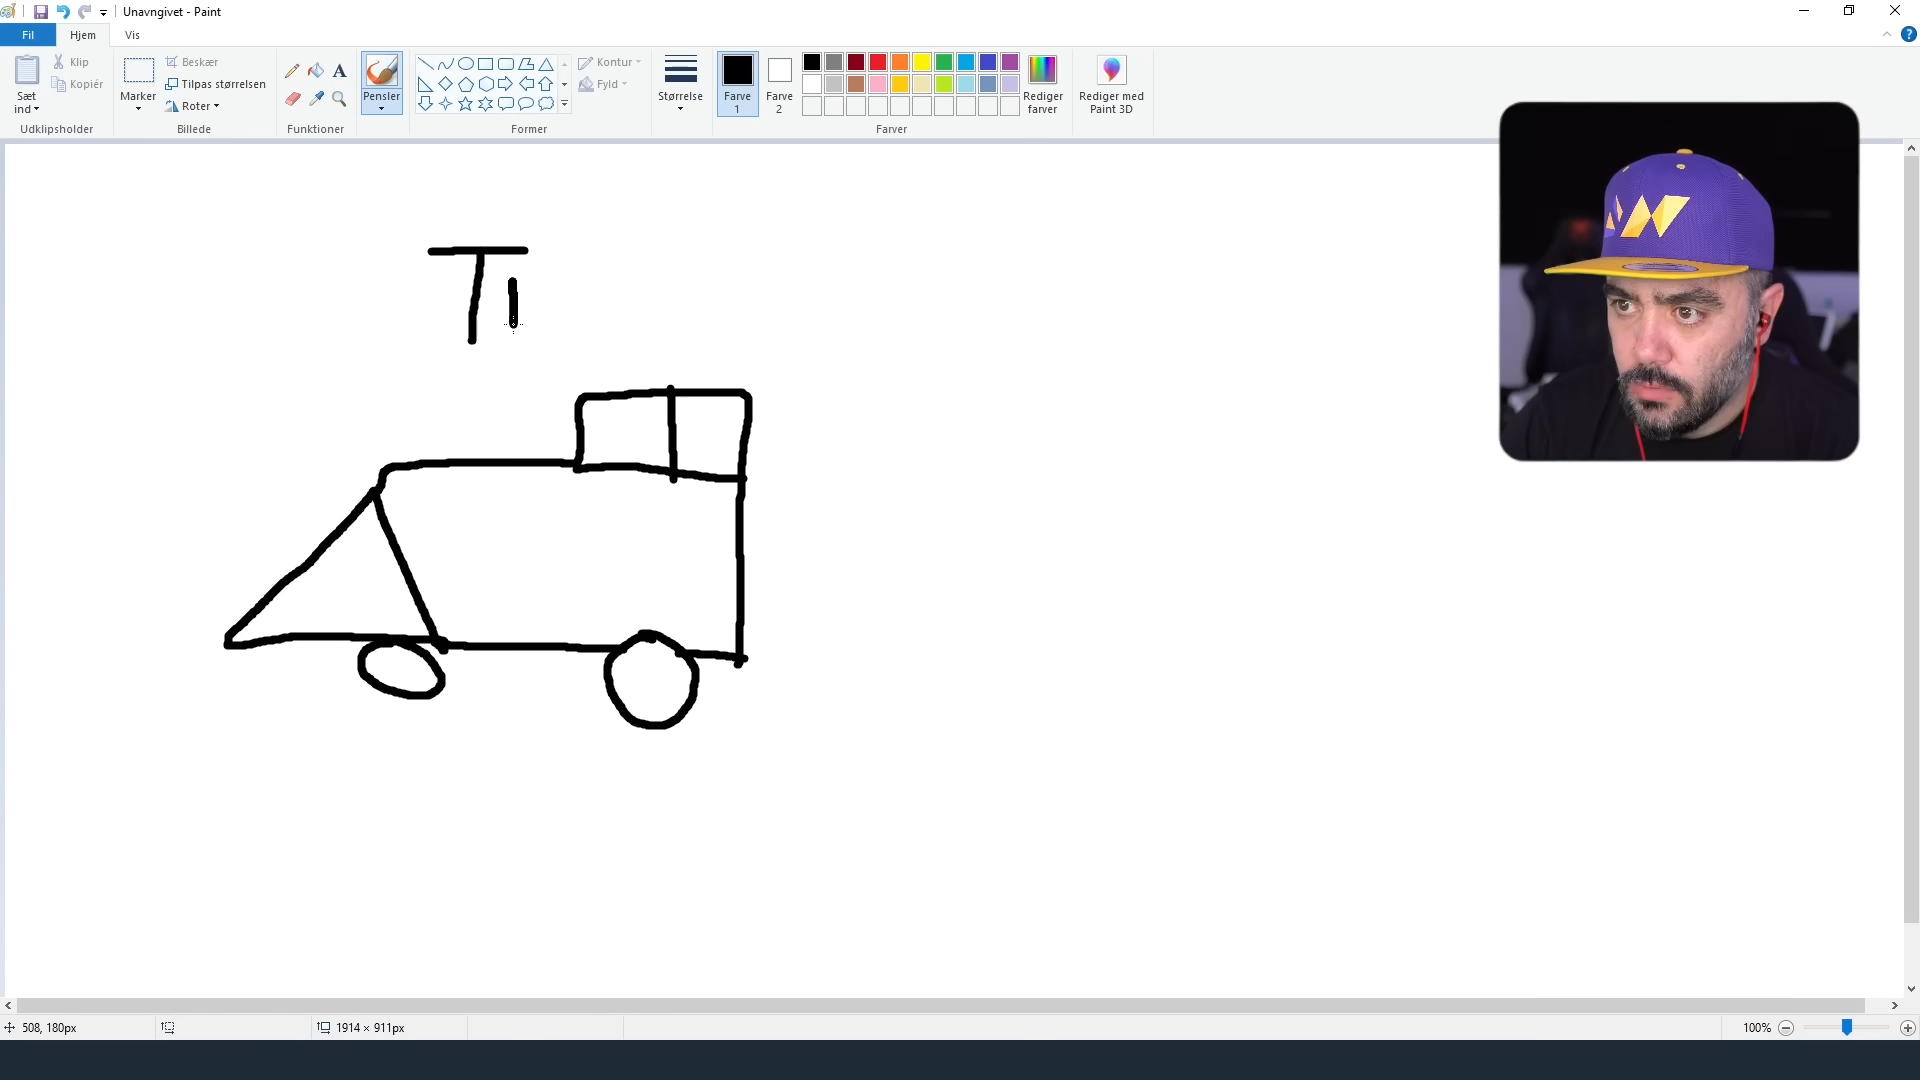 Unavngivet - Paint
Fil Hjem Vis
Sæt ind
Klip
Kopiér
Udklipsholder
Marker
Beskær
Tilpas størrelsen
Roter
Billede
A
Funktioner
Pensler
Kontur
Fyld
Former
Størrelse
Farve 1
Farve 2
Rediger farver
Farver
Rediger med Paint 3D
TI
508, 180px
1914 × 911px
100%